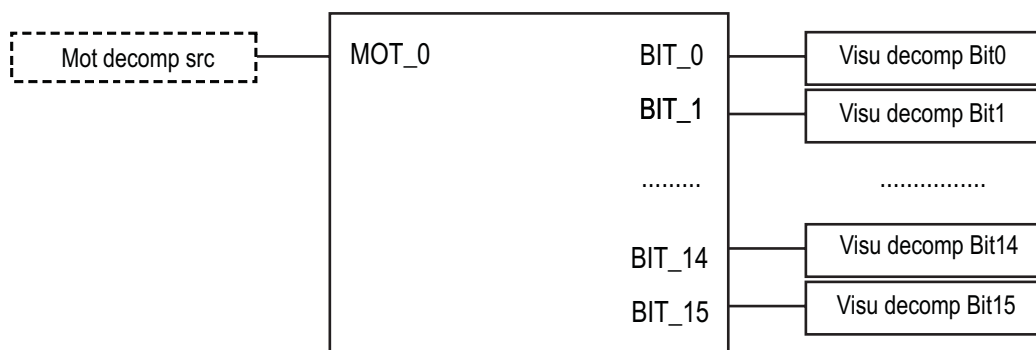 Mot decomp src MOT_0 BIT_0 Visu decomp Bit0
BIT_1 Visu decomp Bit1
......... ................
BIT_14 Visu decomp Bit14
BIT_15 Visu decomp Bit15